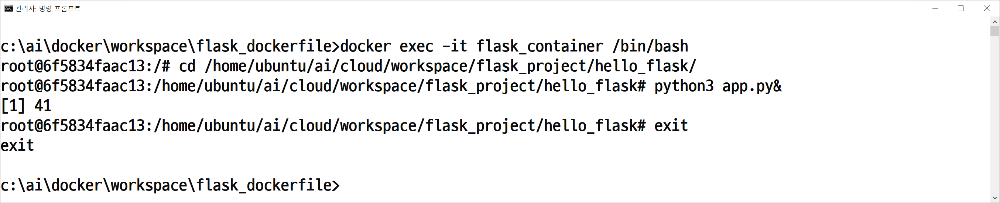 관리자: 명령 프롬프트
c:\ai\docker\workspace\flask_dockerfile>docker exec -it flask_container /bin/bash
root@6f5834faac13:/# cd /home/ubuntu/ai/cloud/workspace/flask_project/hello_flask/
root@6f5834faac13:/home/ubuntu/ai/cloud/workspace/flask_project/hello_flask# python3 app.py&
[1] 41
root@6f5834faac13:/home/ubuntu/ai/cloud/workspace/flask_project/hello_flask# exit
exit
c:\ai\docker\workspace\flask_dockerfile>